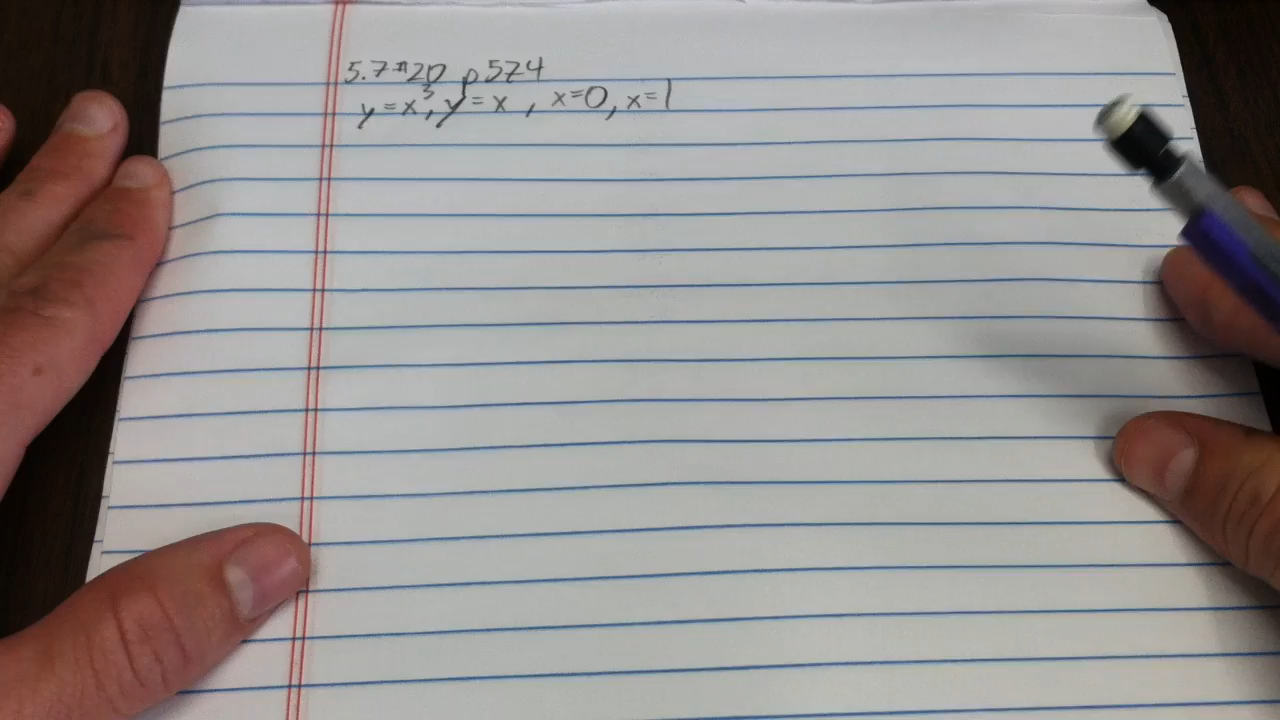 5.7 #20 p574
y=x³, y=x, x=0, x=1